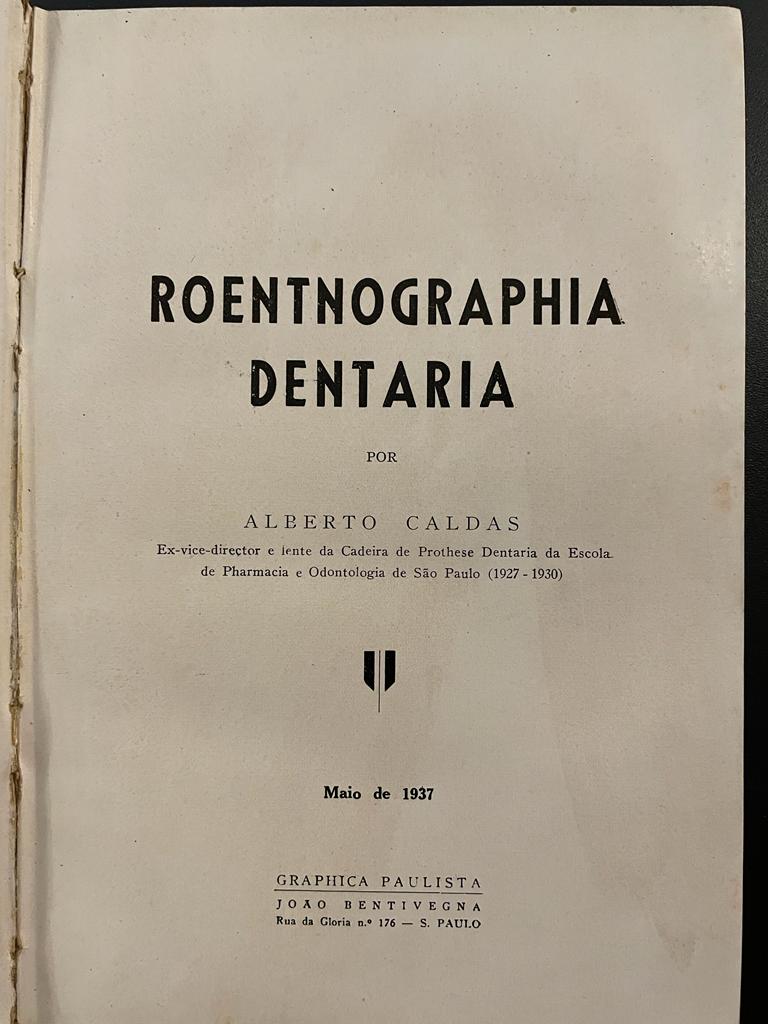 ROENTNOGRAPHIA
DENTARIA
POR
ALBERTO CALDAS
Ex-vice-director e lente da Cadeira de Prothese Dentaria da Escola
de Pharmacia e Odontologia de São Paulo (1927 - 1930)
Maio de 1937
GRAPHICA PAULISTA
JOÃO BENTIVEGNA
Rua da Gloria n.º 176 — S. PAULO